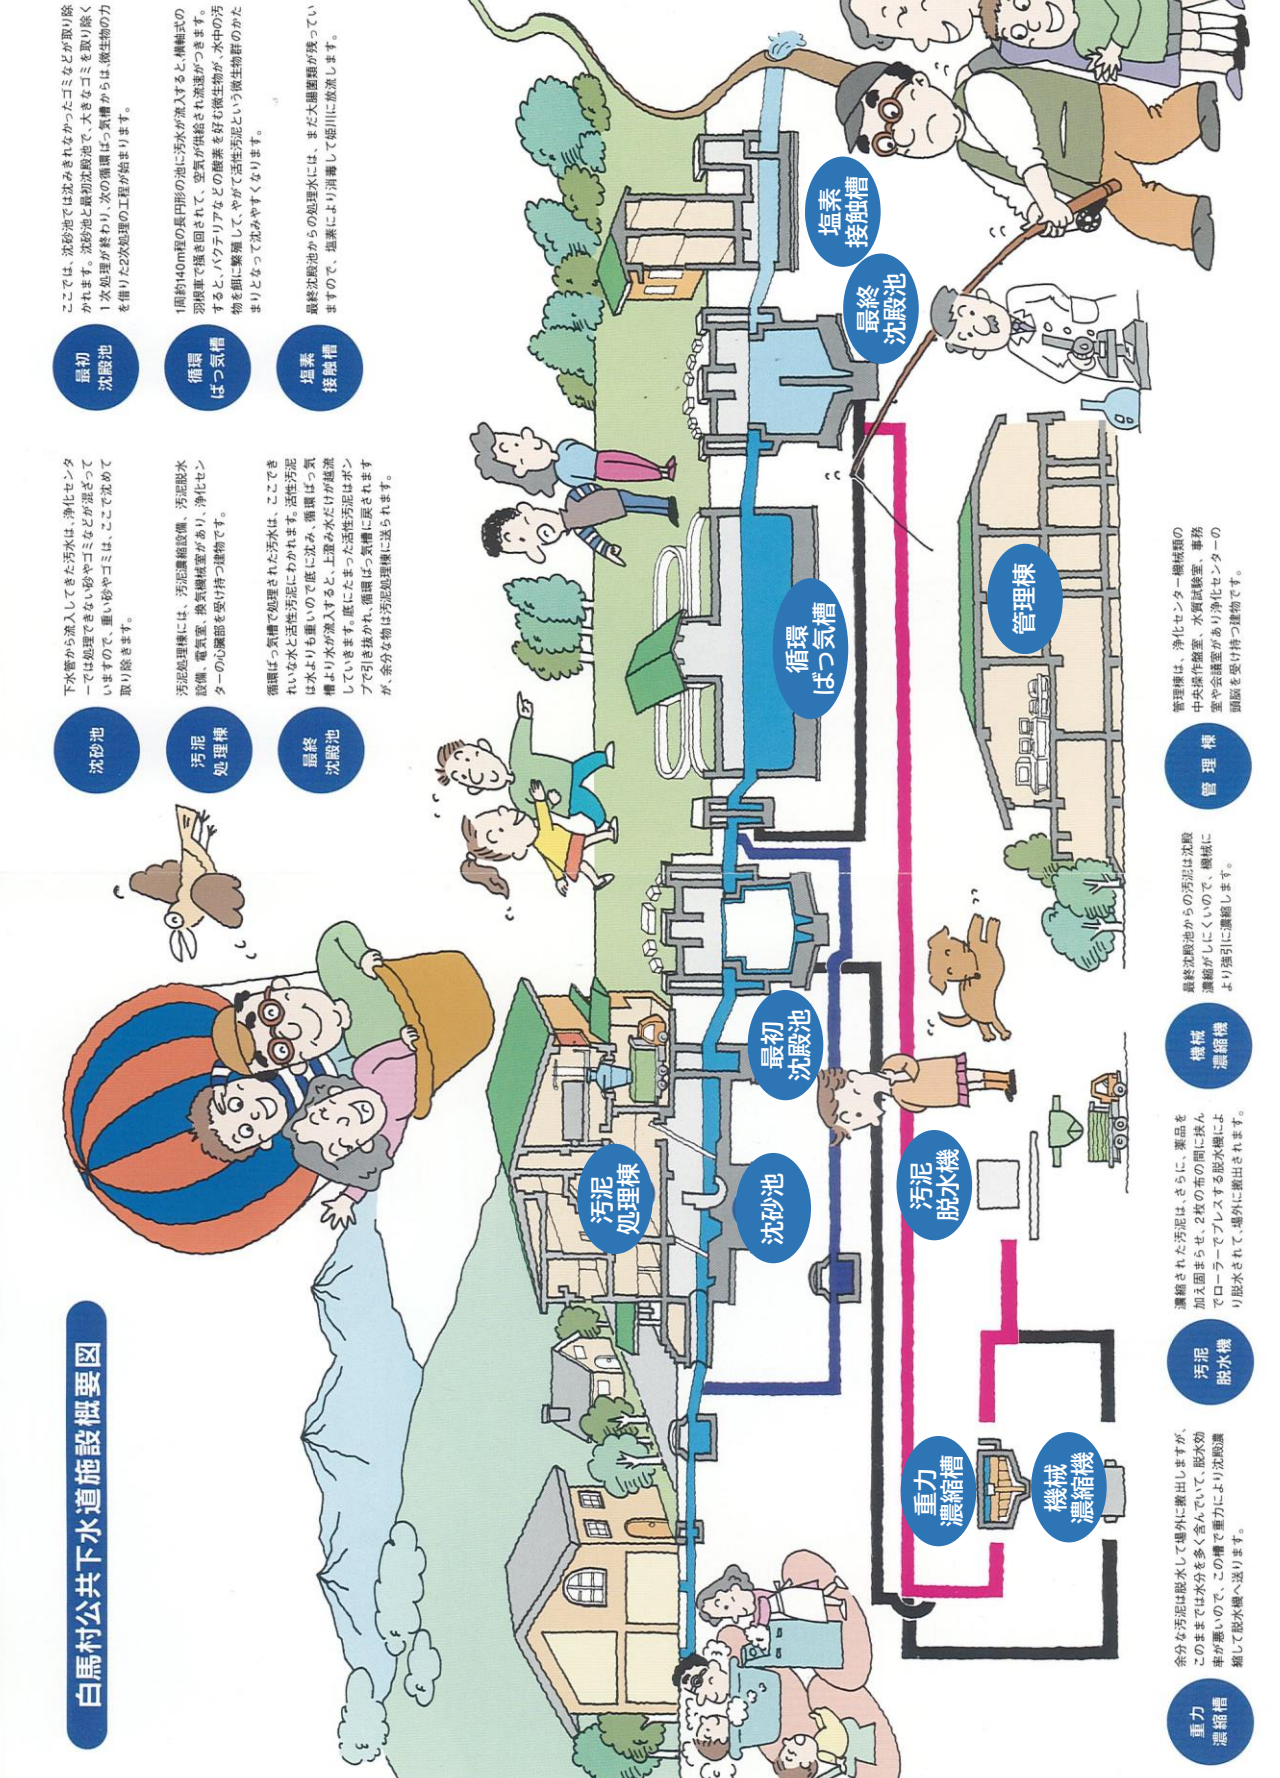 白馬村公共下水道施設概要図
沈砂池
下水管から流入してきた汚水は、浄化センタ
ーでは処理できない砂やゴミなどが混ざって
いますので、重い砂やゴミは、ここで沈めて
取り除きます。
汚泥
処理棟
汚泥処理棟には、汚泥濃縮設備、汚泥脱水
設備、電気室、換気機械室があり、浄化セン
ターの心臓部を受け持つ建物です。
最終
沈殿池
循環ばっ気槽で処理された汚水は、ここでき
れいな水と活性汚泥にわかれます。活性汚泥
は水よりも重いので底に沈み、循環ばっ気
槽より水が流入すると、上澄み水だけが越流
していきます。底にたまった活性汚泥はポン
プで引き抜かれ、循環ばっ気槽に戻されます
が、余分な物は汚泥処理棟に送られます。
最初
沈殿池
ここでは、沈砂池では沈みきれなかったゴミなどが取り除
かれます。沈砂池と最初沈殿池で、大きなゴミを取り除く
1次処理が終わり、次の循環ばっ気槽からは、微生物の力
を借りた2次処理の工程が始まります。
循環
ばっ気槽
1周約140m程の長円形の池に汚水が流入すると、横軸式の
羽根車で掻き回されて、空気が供給され流速がつきます。
すると、バクテリアなどの酸素を好む微生物が、水中の汚
物を餌に繁殖して、やがて活性汚泥という微生物群のかた
まりとなって沈みやすくなります。
塩素
接触槽
最終沈殿池からの処理水には、まだ大腸菌類が残ってい
ますので、塩素により消毒して姫川に放流します。
汚泥
処理棟
沈砂池
最初
沈殿池
循環
ばっ気槽
最終
沈殿池
塩素
接触槽
汚泥
脱水機
管理棟
重力
濃縮槽
機械
濃縮機
重力
濃縮槽
余分な汚泥は脱水して場外に搬出しますが、
このままでは水分を多く含んでいて、脱水効
率が悪いので、この槽で重力により沈殿濃
縮して脱水機へ送ります。
汚泥
脱水機
濃縮された汚泥は、さらに、薬品を
加え固まらせ、2枚の布の間に挟ん
でローラーでプレスする脱水機によ
り脱水されて、場外に搬出されます。
機械
濃縮機
最終沈殿池からの汚泥は沈殿
濃縮がしにくいので、機械に
より強引に濃縮します。
管理棟
管理棟は、浄化センター機械類の
中央操作盤室、水質試験室、事務
室や会議室があり浄化センターの
頭脳を受け持つ建物です。